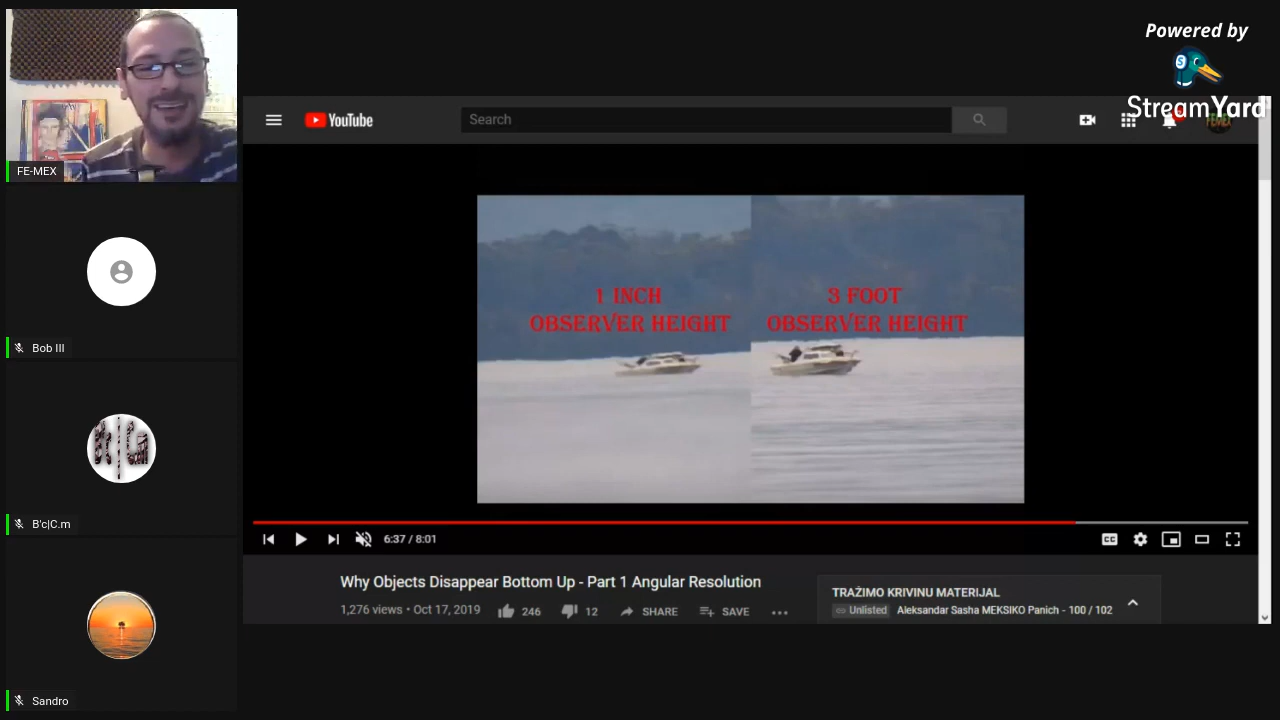 Powered by
StreamYard
FE-MEX
Bob III
B'c|C.m
Sandro
YouTube
Search
1 INCH
OBSERVER HEIGHT
3 FOOT
OBSERVER HEIGHT
6:37 / 8:01
CC
Why Objects Disappear Bottom Up - Part 1 Angular Resolution
1,276 views • Oct 17, 2019
246
12
SHARE
SAVE
TRAŽIMO KRIVINU MATERIJAL
Unlisted
Aleksandar Sasha MEKSIKO Panich - 100 / 102